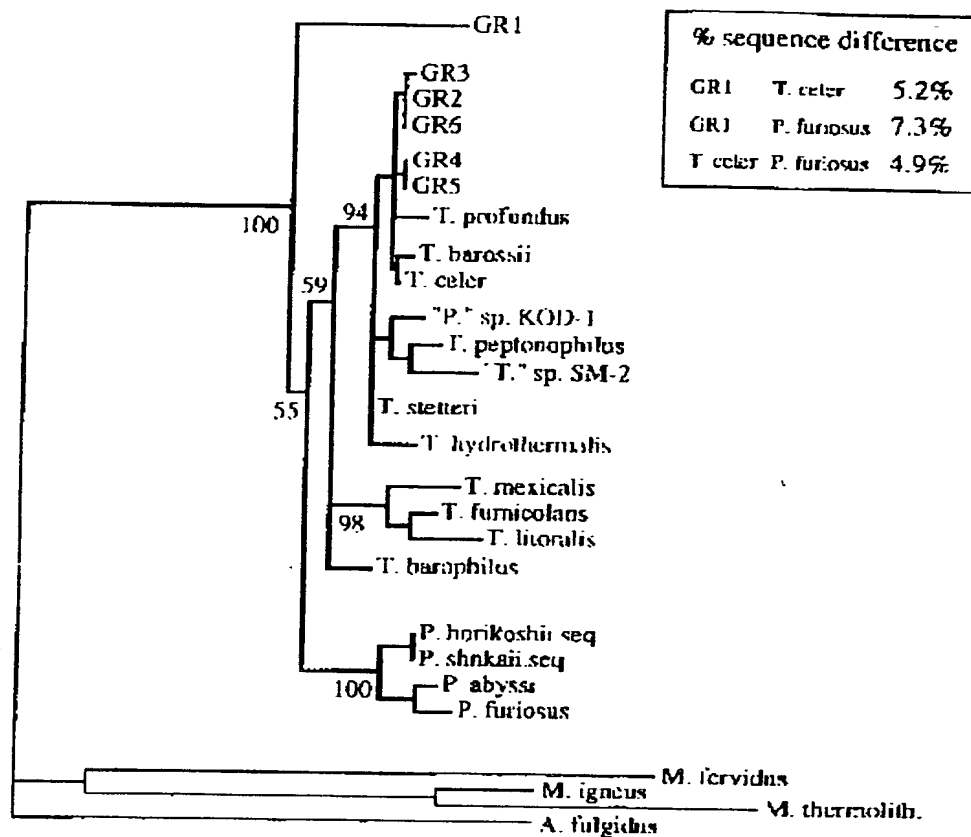 GR1
% sequence difference
GR1 T. celer 5.2%
GR1 P. furiosus 7.3%
T celer P. furiosus 4.9%
GR3
GR2
GR6
GR4
GR5
94
100
T. profundus
T. barossii
59
T. celer
"P." sp. KOD-1
T. peptonophilus
"T." sp. SM-2
55
T. stetteri
T. hydrothermalis
T. mexicalis
98
T. fumicolans
T. litoralis
T. barophilus
P. horikoshii.seq
P. shnkaii.seq
100
P. abyssi
P. furiosus
M. fervidus
M. igneus
M. thermolith.
A. fulgidus